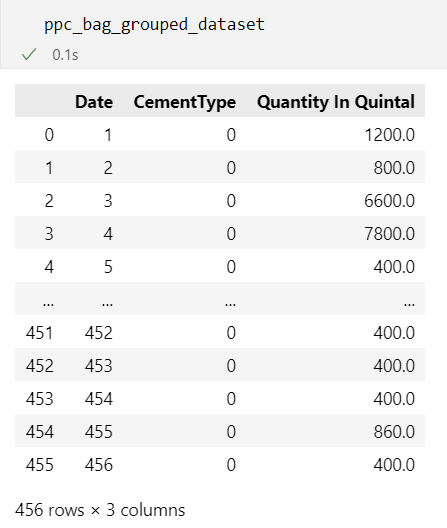 ppc_bag_grouped_dataset
0.1s
Date CementType Quantity In Quintal
0 1 0 1200.0
1 2 0 800.0
2 3 0 6600.0
3 4 0 7800.0
4 5 0 400.0
... ... ... ...
451 452 0 400.0
452 453 0 400.0
453 454 0 400.0
454 455 0 860.0
455 456 0 400.0
456 rows × 3 columns